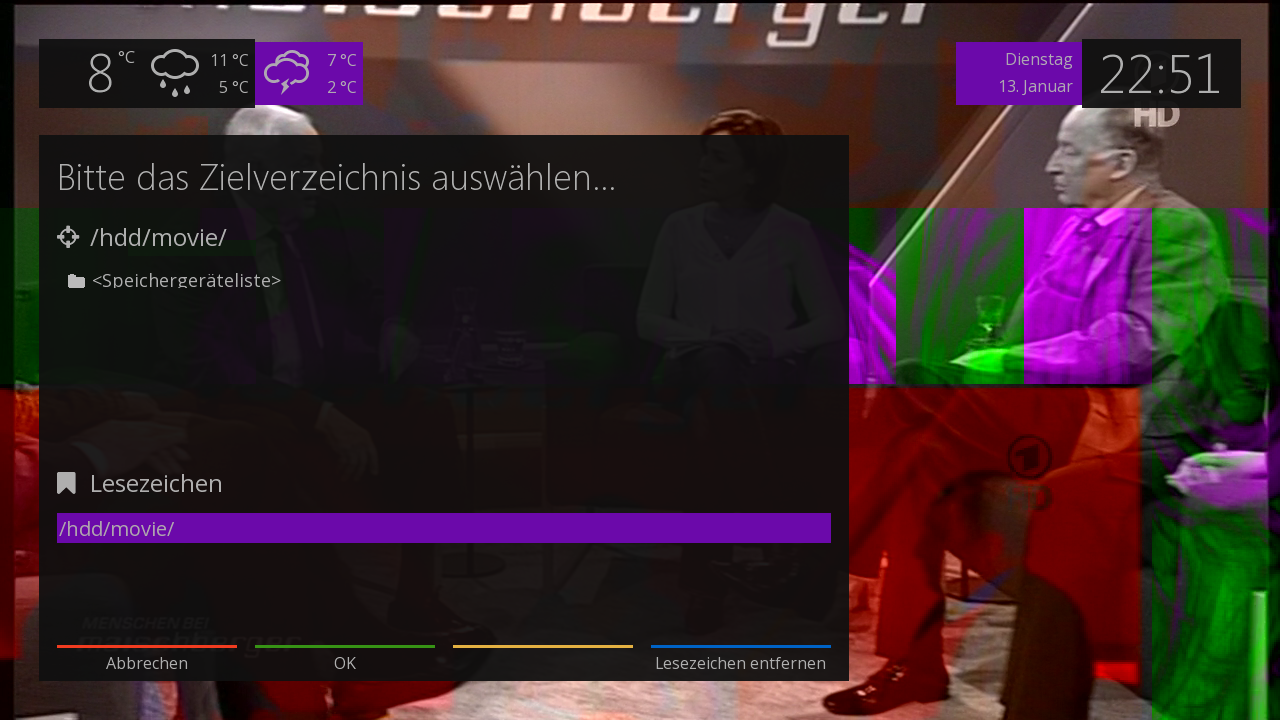 maischberger
8 °C
11 °C
5 °C
7 °C
2 °C
Dienstag
13. Januar
22:51
HD
Bitte das Zielverzeichnis auswählen...
/hdd/movie/
<Speichergeräteliste>
Lesezeichen
/hdd/movie/
MENSCHEN BEI
maischberger
Abbrechen
OK
Lesezeichen entfernen